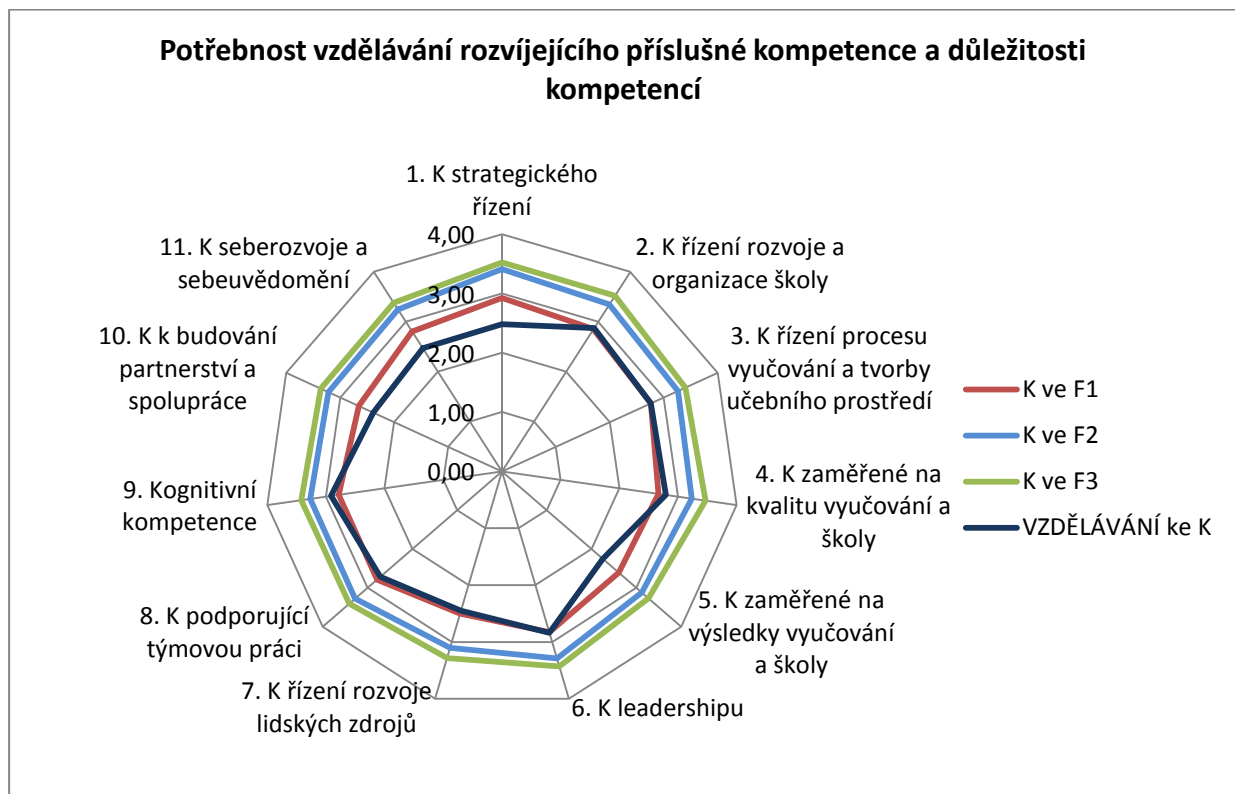 Potřebnost vzdělávání rozvíjejícího příslušné kompetence a důležitosti
kompetencí
1. K strategického
řízení
2. K řízení rozvoje a
organizace školy
3. K řízení procesu
vyučování a tvorby
učebního prostředí
4. K zaměřené na
kvalitu vyučování a
školy
5. K zaměřené na
výsledky vyučování
a školy
6. K leadershipu
7. K řízení rozvoje
lidských zdrojů
8. K podporující
týmovou práci
9. Kognitivní
kompetence
10. K k budování
partnerství a
spolupráce
11. K seberozvoje a
sebeuvědomění
4,00
3,00
2,00
1,00
0,00
K ve F1
K ve F2
K ve F3
VZDĚLÁVÁNÍ ke K